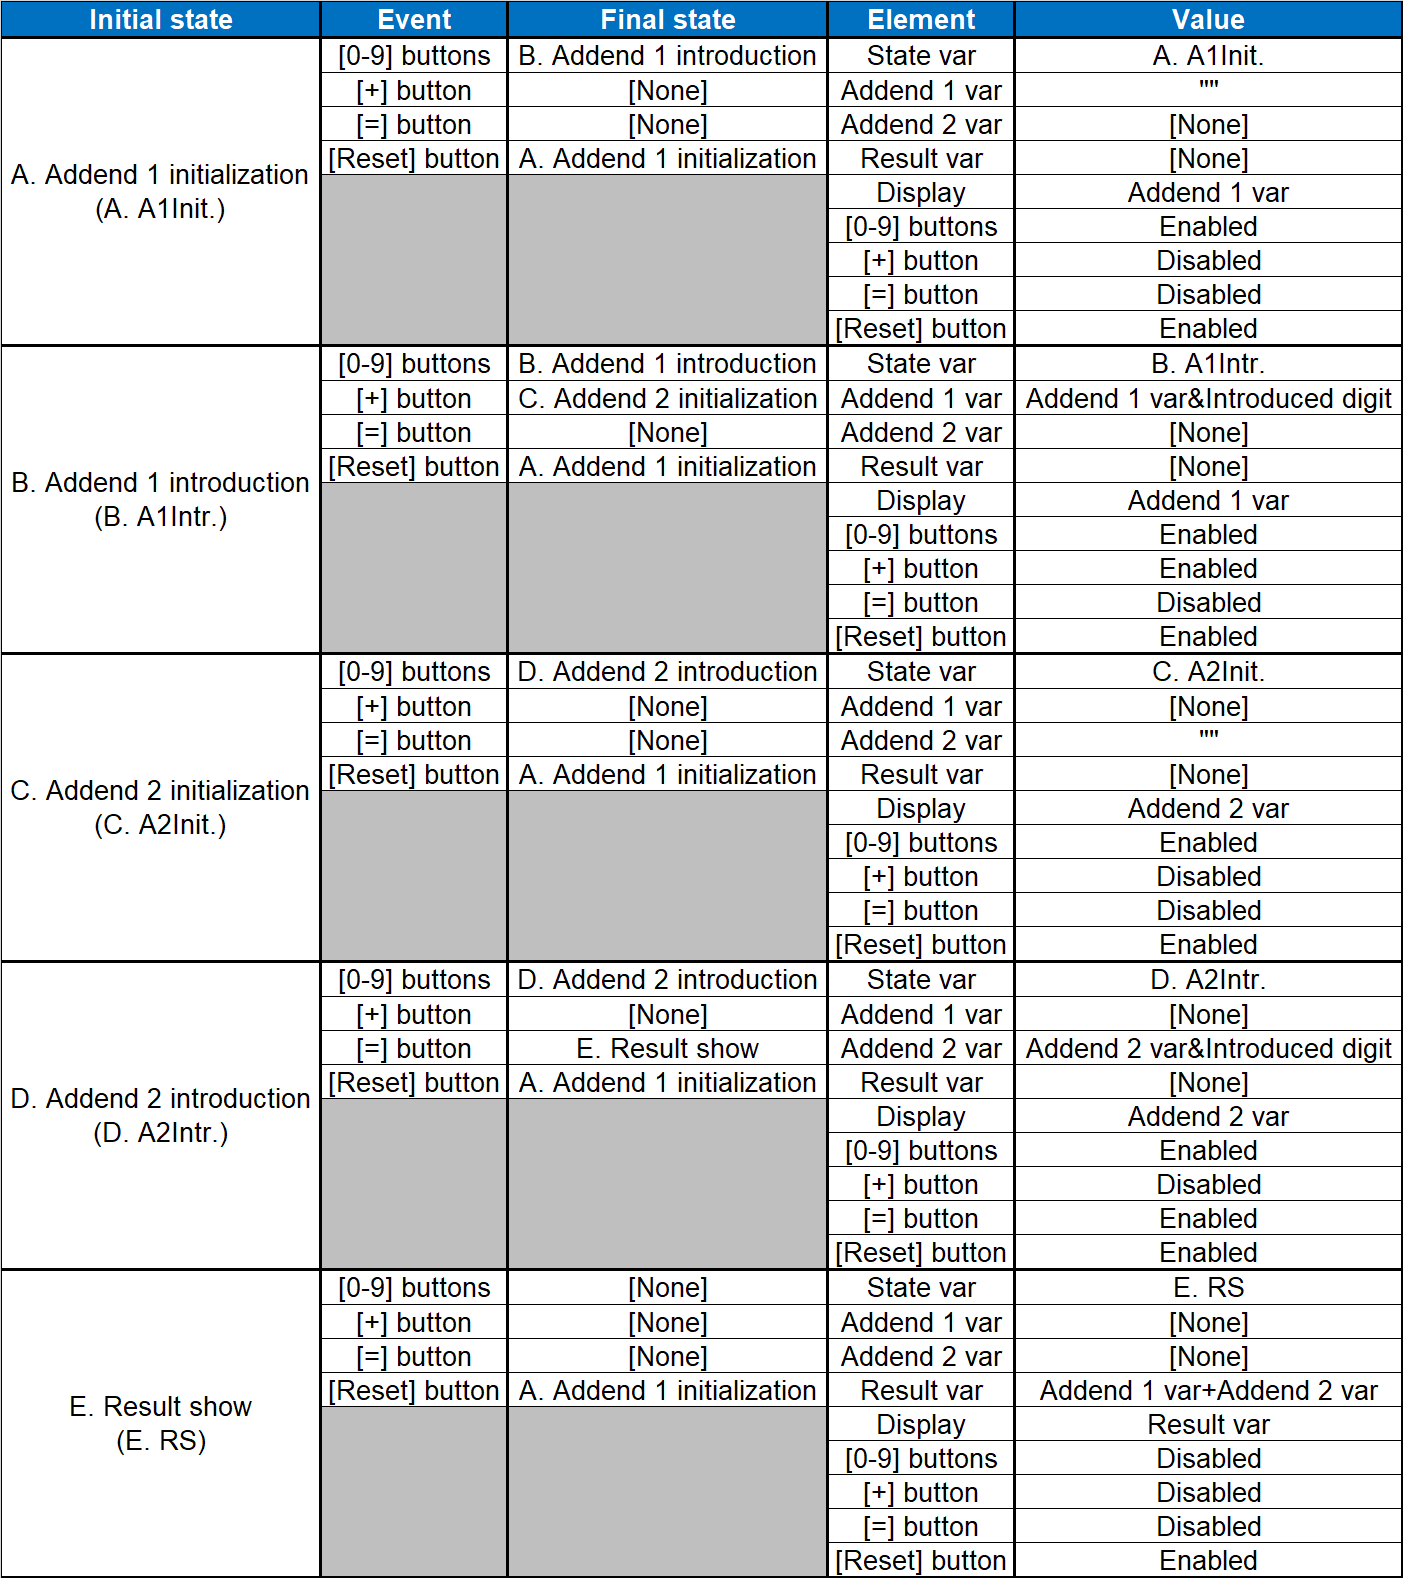 Initial state Event Final state Element Value
[0-9] buttons B. Addend 1 introduction State var A. A1Init.
[+] button [None] Addend 1 var ""
[=] button [None] Addend 2 var [None]
[Reset] button A. Addend 1 initialization Result var [None]
A. Addend 1 initialization
(A. A1Init.)
Display Addend 1 var
[0-9] buttons Enabled
[+] button Disabled
[=] button Disabled
[Reset] button Enabled
[0-9] buttons B. Addend 1 introduction State var B. A1Intr.
[+] button C. Addend 2 initialization Addend 1 var Addend 1 var&Introduced digit
[=] button [None] Addend 2 var [None]
[Reset] button A. Addend 1 initialization Result var [None]
B. Addend 1 introduction
(B. A1Intr.)
Display Addend 1 var
[0-9] buttons Enabled
[+] button Enabled
[=] button Disabled
[Reset] button Enabled
[0-9] buttons D. Addend 2 introduction State var C. A2Init.
[+] button [None] Addend 1 var [None]
[=] button [None] Addend 2 var ""
[Reset] button A. Addend 1 initialization Result var [None]
C. Addend 2 initialization
(C. A2Init.)
Display Addend 2 var
[0-9] buttons Enabled
[+] button Disabled
[=] button Disabled
[Reset] button Enabled
[0-9] buttons D. Addend 2 introduction State var D. A2Intr.
[+] button [None] Addend 1 var [None]
[=] button E. Result show Addend 2 var Addend 2 var&Introduced digit
[Reset] button A. Addend 1 initialization Result var [None]
D. Addend 2 introduction
(D. A2Intr.)
Display Addend 2 var
[0-9] buttons Enabled
[+] button Disabled
[=] button Enabled
[Reset] button Enabled
[0-9] buttons [None] State var E. RS
[+] button [None] Addend 1 var [None]
[=] button [None] Addend 2 var [None]
[Reset] button A. Addend 1 initialization Result var Addend 1 var+Addend 2 var
E. Result show
(E. RS)
Display Result var
[0-9] buttons Disabled
[+] button Disabled
[=] button Disabled
[Reset] button Enabled